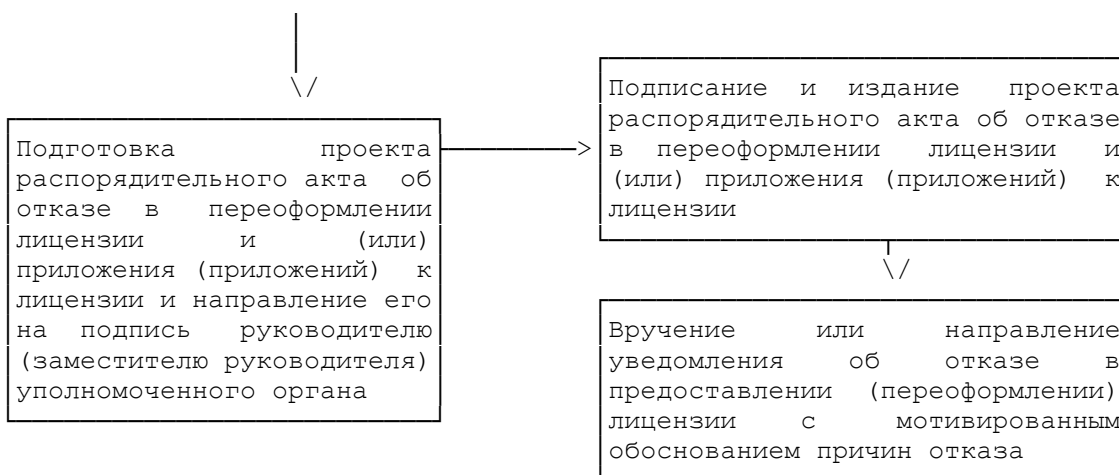 Подготовка проекта
распорядительного акта об
отказе в переоформлении
лицензии и (или)
приложения (приложений) к
лицензии и направление его
на подпись руководителю
(заместителю руководителя)
уполномоченного органа
Подписание и издание проекта
распорядительного акта об отказе
в переоформлении лицензии и
(или) приложения (приложений) к
лицензии
Вручение или направление
уведомления об отказе в
предоставлении (переоформлении)
лицензии с мотивированным
обоснованием причин отказа